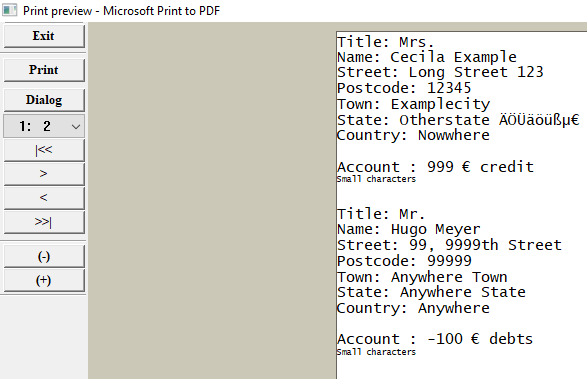 Print preview - Microsoft Print to PDF
Exit
Print
Dialog
1: 2
|<<
>
<
>>|
(-)
(+)
Title: Mrs.
Name: Cecila Example
Street: Long Street 123
Postcode: 12345
Town: Examplecity
State: Otherstate ÄÖÜäöüßµ€
Country: Nowwhere
Account : 999 € credit
Small characters
Title: Mr.
Name: Hugo Meyer
Street: 99, 9999th Street
Postcode: 99999
Town: Anywhere Town
State: Anywhere State
Country: Anywhere
Account : -100 € debts
Small characters